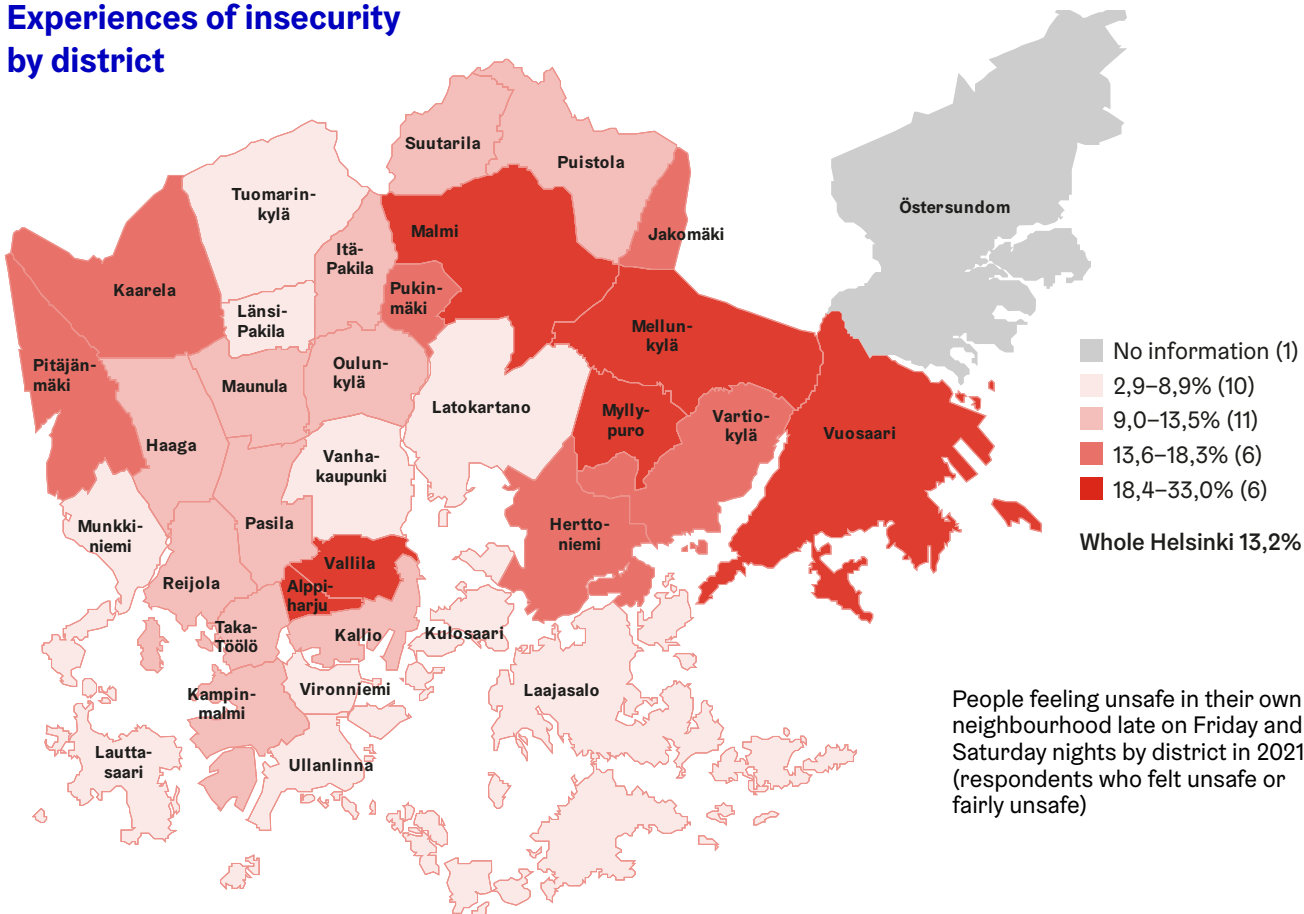 Experiences of insecurity
by district
Suutarila
Puistola
Tuomarin-
kylä
Östersundom
Malmi
Jakomäki
Itä-
Pakila
Kaarela
Pukin-
mäki
Länsi-
Pakila
Mellun-
kylä
Pitäjän-
mäki
Maunula
Oulun-
kylä
Latokartano
Mylly-
puro
Vartio-
kylä
Vuosaari
Haaga
Vanha-
kaupunki
Munkki-
niemi
Pasila
Hertto-
niemi
Vallila
Reijola
Alppi-
harju
Taka-
Töölö
Kallio
Kulosaari
Kampin-
malmi
Vironniemi
Laajasalo
Lautta-
saari
Ullanlinna
No information (1)
2,9–8,9% (10)
9,0–13,5% (11)
13,6–18,3% (6)
18,4–33,0% (6)
Whole Helsinki 13,2%
People feeling unsafe in their own
neighbourhood late on Friday and
Saturday nights by district in 2021
(respondents who felt unsafe or
fairly unsafe)